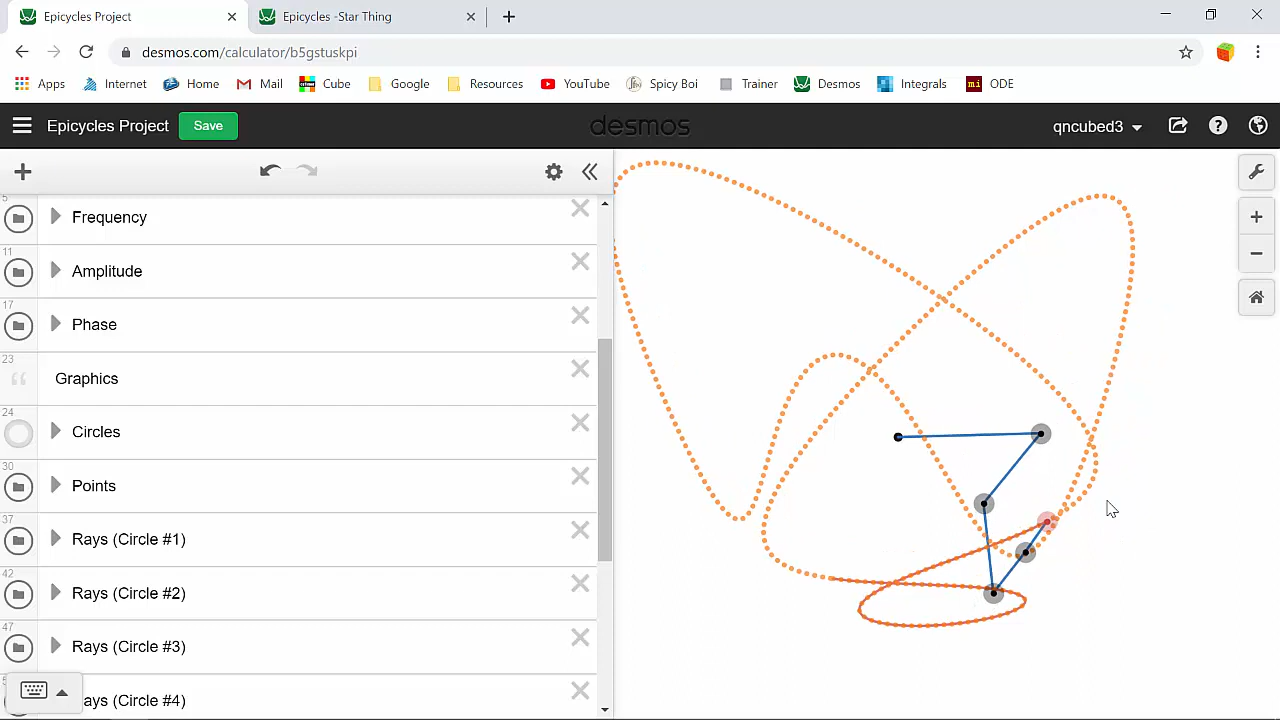 Epicycles Project
Epicycles -Star Thing
desmos.com/calculator/b5gstuskpi
Apps Internet Home Mail Cube Google Resources YouTube Spicy Boi Trainer Desmos Integrals mi ODE
Epicycles Project Save desmos qncubed3
5 Frequency
11 Amplitude
17 Phase
23 Graphics
24 Circles
30 Points
37 Rays (Circle #1)
42 Rays (Circle #2)
47 Rays (Circle #3)
ays (Circle #4)